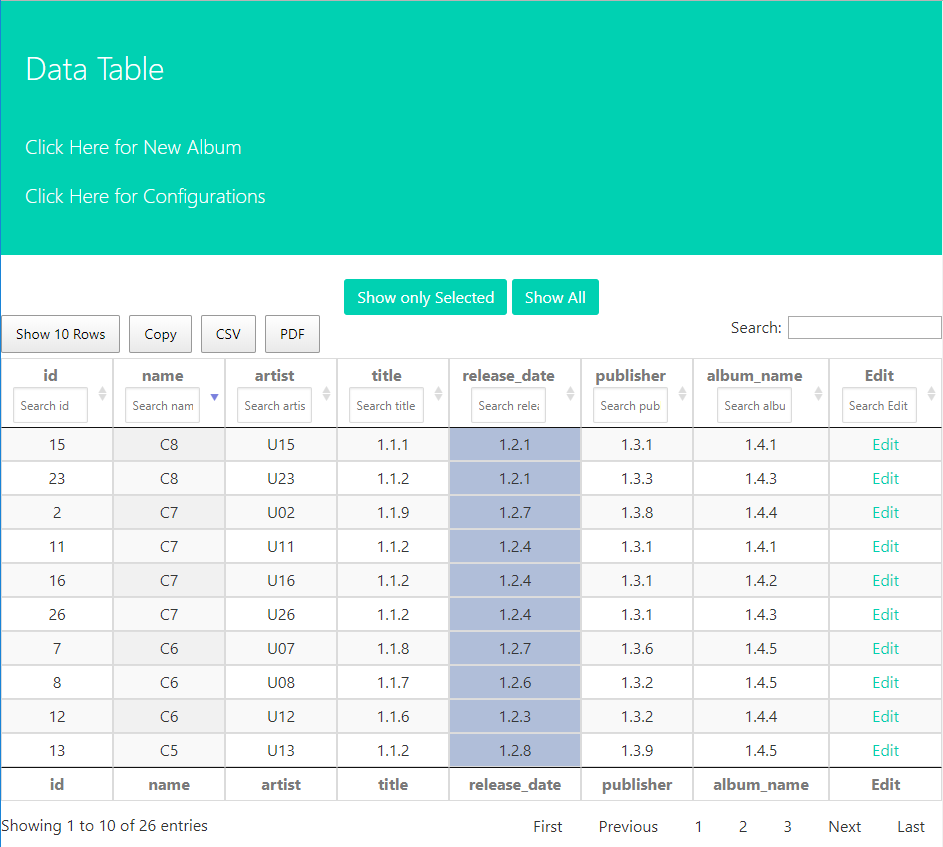 Data Table
Click Here for New Album
Click Here for Configurations
Show only Selected Show All
Show 10 Rows Copy CSV PDF Search:
id name artist title release_date publisher album_name Edit
Search id Search nam Search artis Search title Search relea Search pub Search albu Search Edit
15 C8 U15 1.1.1 1.2.1 1.3.1 1.4.1 Edit
23 C8 U23 1.1.2 1.2.1 1.3.3 1.4.3 Edit
2 C7 U02 1.1.9 1.2.7 1.3.8 1.4.4 Edit
11 C7 U11 1.1.2 1.2.4 1.3.1 1.4.1 Edit
16 C7 U16 1.1.2 1.2.4 1.3.1 1.4.2 Edit
26 C7 U26 1.1.2 1.2.4 1.3.1 1.4.3 Edit
7 C6 U07 1.1.8 1.2.7 1.3.6 1.4.5 Edit
8 C6 U08 1.1.7 1.2.6 1.3.2 1.4.5 Edit
12 C6 U12 1.1.6 1.2.3 1.3.2 1.4.4 Edit
13 C5 U13 1.1.2 1.2.8 1.3.9 1.4.5 Edit
id name artist title release_date publisher album_name Edit
Showing 1 to 10 of 26 entries First Previous 1 2 3 Next Last